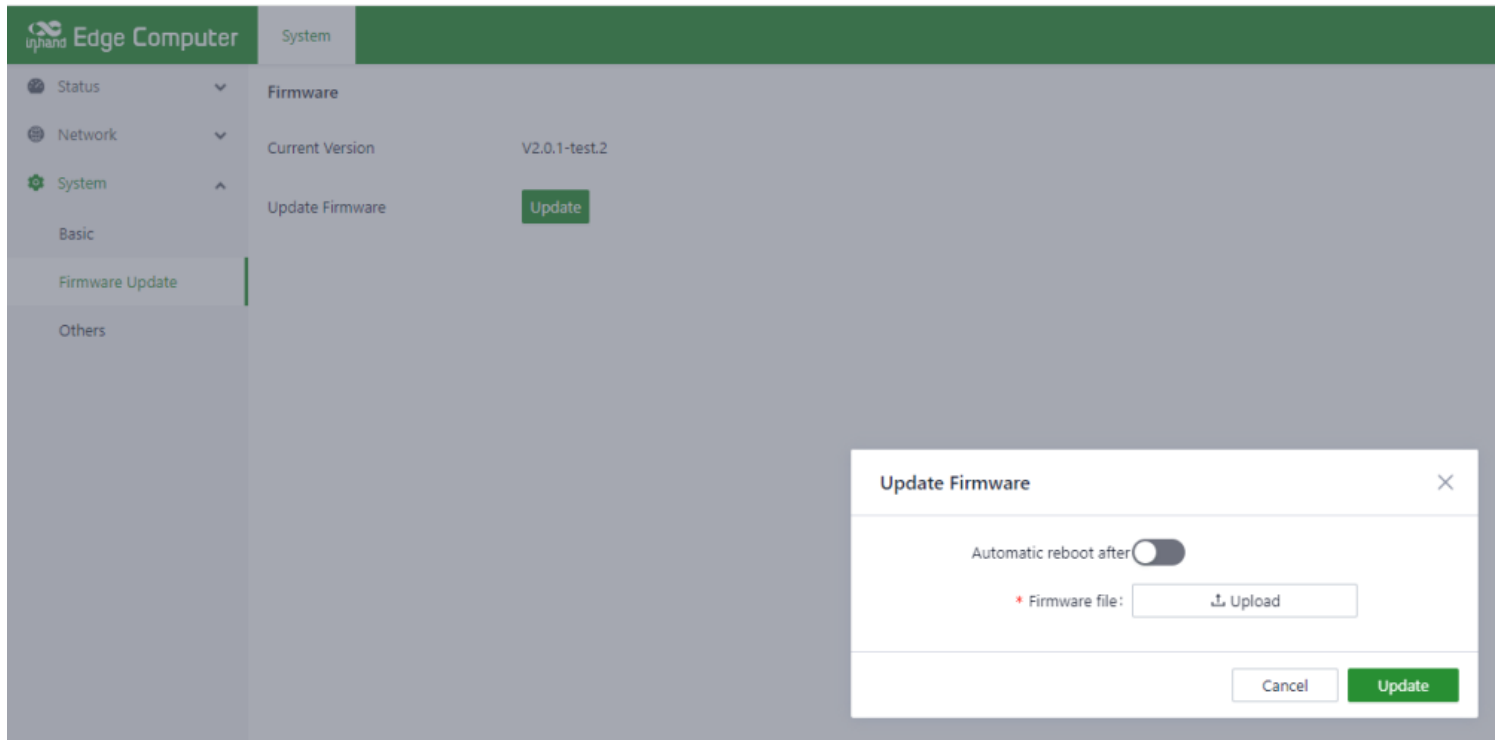 inhand Edge Computer
System
Status
Network
System
Basic
Firmware Update
Others
Firmware
Current Version V2.0.1-test.2
Update Firmware Update
Update Firmware
Automatic reboot after
* Firmware file: Upload
Cancel Update